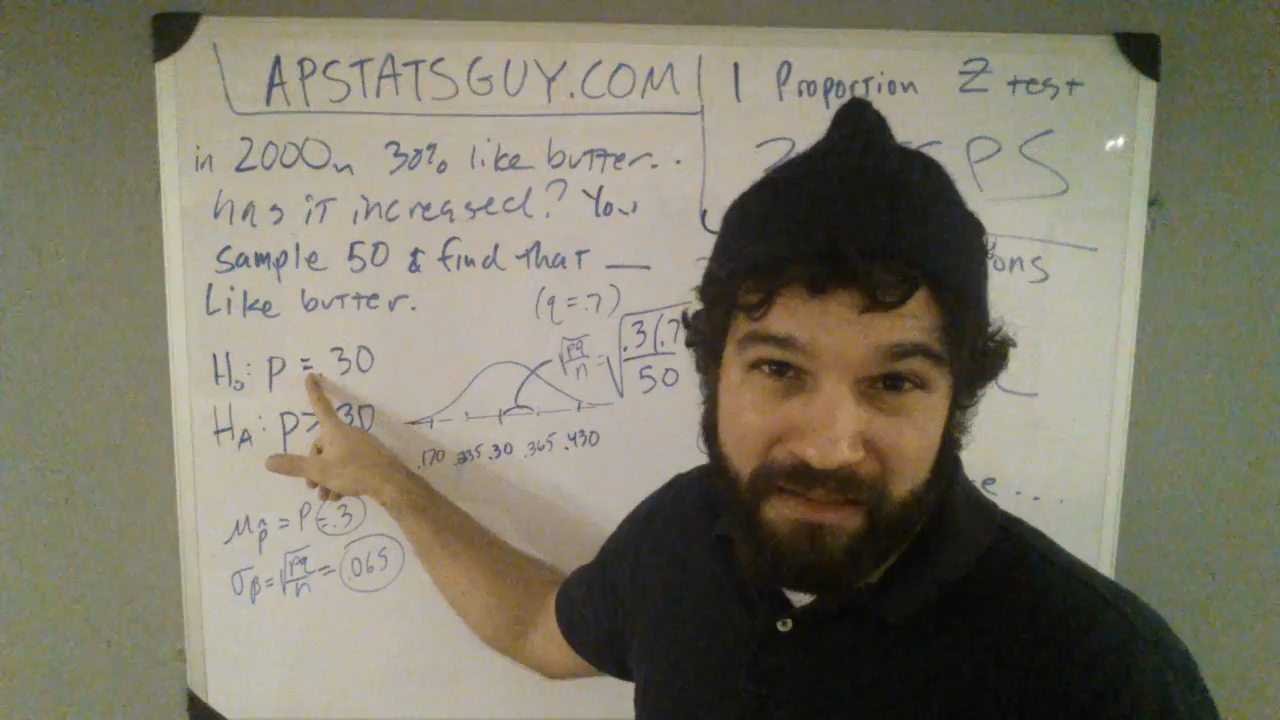 APSTATSGUY.COM
1 Proportion Z test
in 2000, 30% like butter..
has it increased? You
sample 50 & find that __
like butter.
(q=.7)
H₀: p = 30
Hₐ: p > 30
√pq/n = √.3(.7
50
.170 .235 .30 .365 .430
μp̂ = p = .3
σp̂ = √pq/n = 065